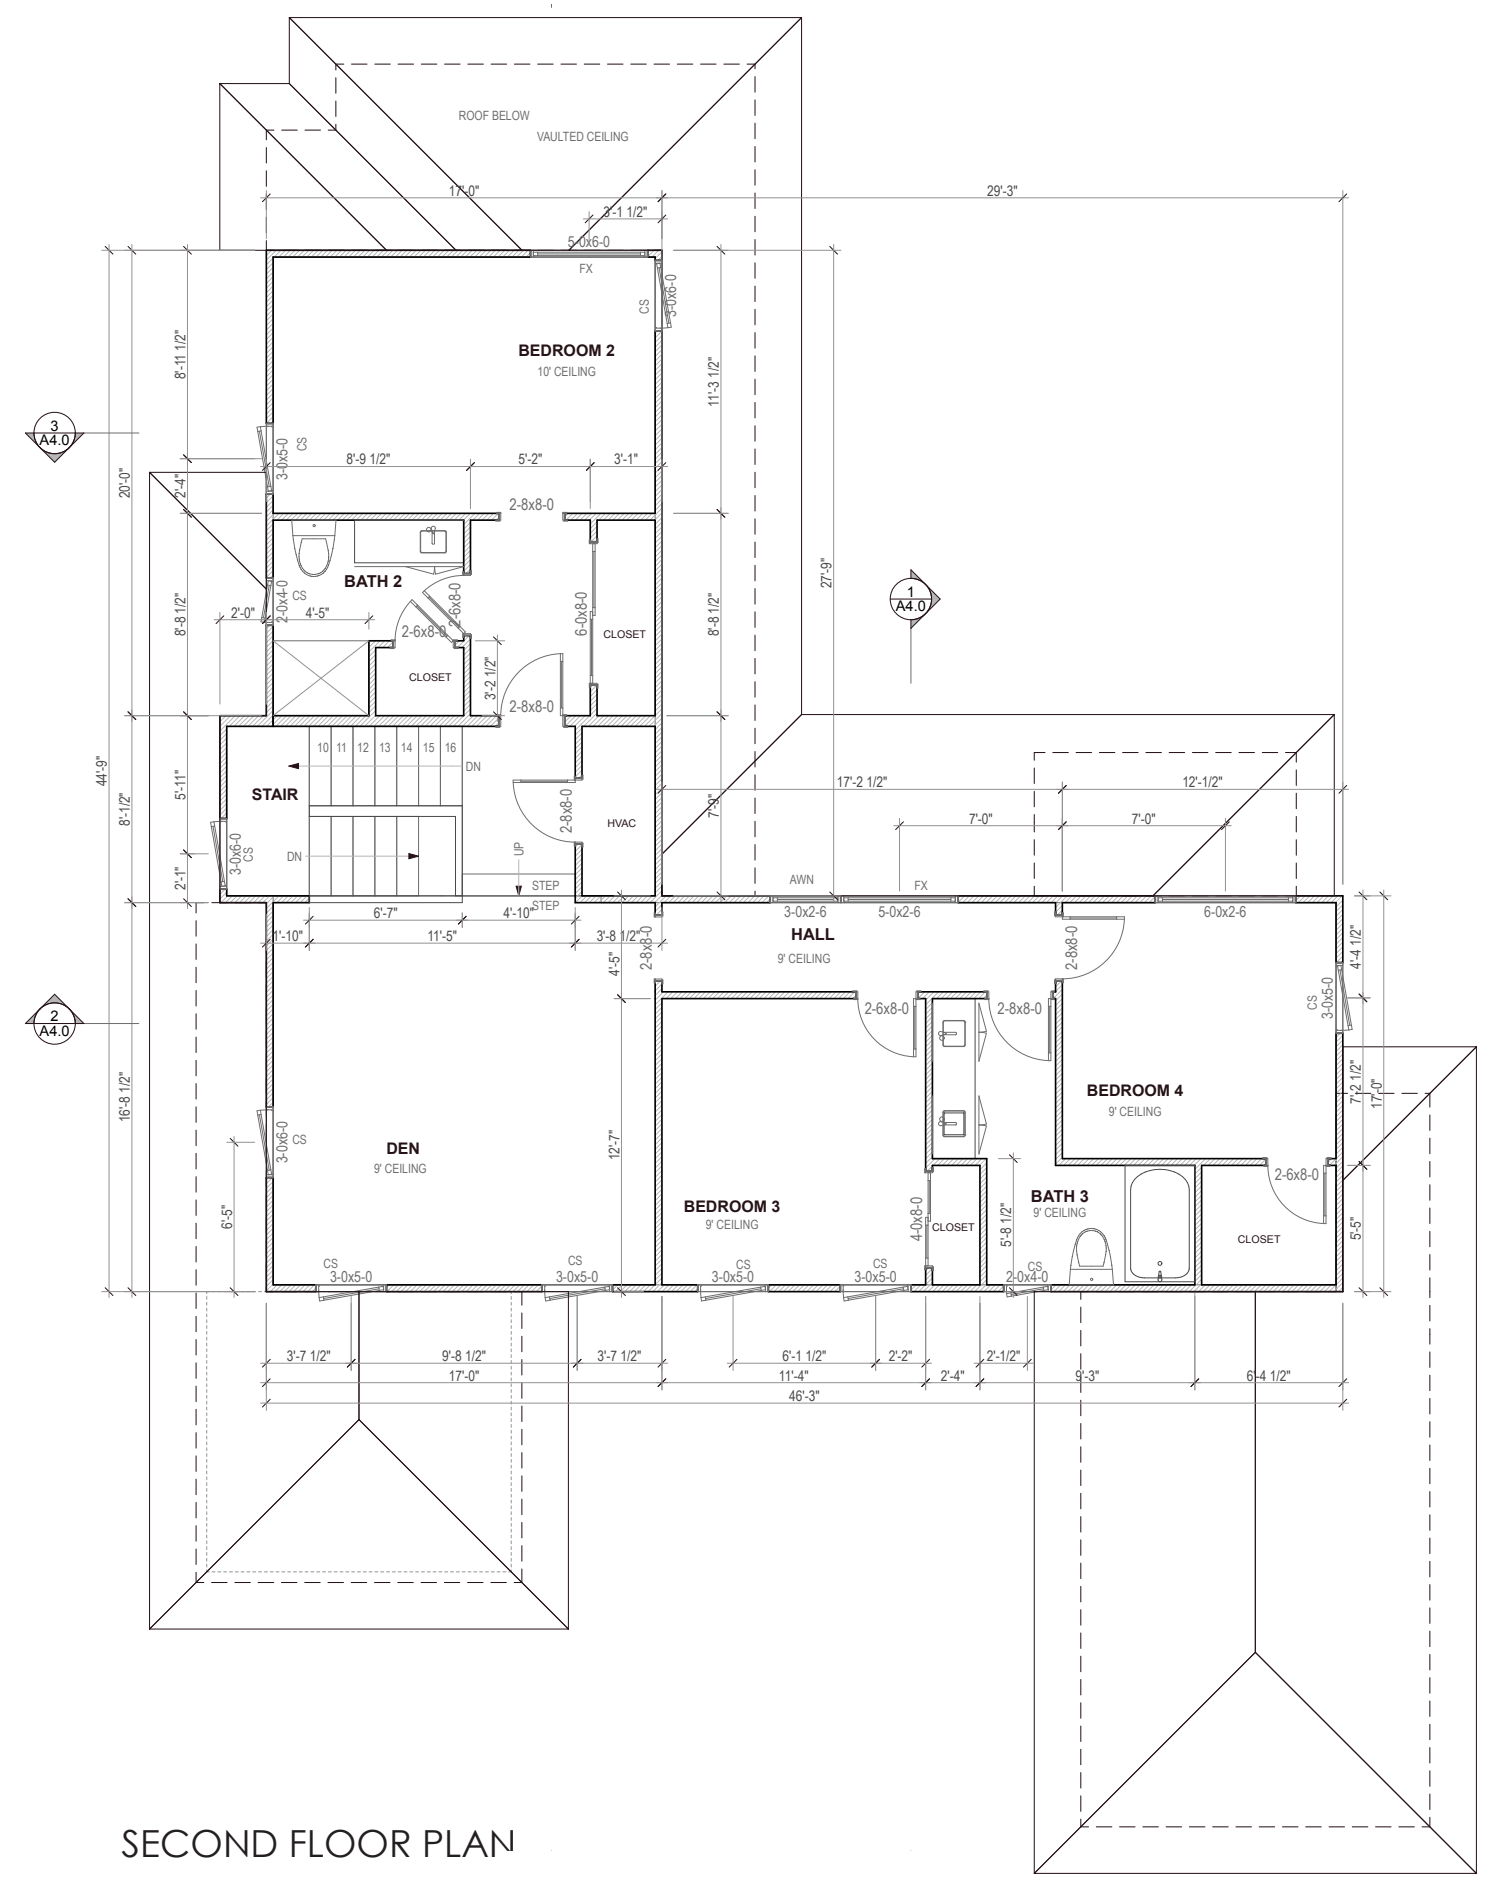 ROOF BELOW
VAULTED CEILING
17'-0"
29'-3"
3'-1 1/2"
5-0x6-0
FX
CS
3-0x6-0
8'-11 1/2"
BEDROOM 2
10' CEILING
11'-3 1/2"
3
A4.0
3-0x5-0
CS
8'-9 1/2"
5'-2"
3'-1"
20'-0"
2'-4"
2-8x8-0
27'-9"
BATH 2
2-0x4-0
CS
2'-0"
4'-5"
8'-8 1/2"
2-6x8-0
2-6x8-0
6-0x8-0
CLOSET
8'-8 1/2"
1
A4.0
CLOSET
3'-2 1/2"
2-8x8-0
44'-9"
10 11 12 13 14 15 16
DN
STAIR
5'-11"
8'-1/2"
17'-2 1/2"
12'-1/2"
7'-9"
7'-0"
7'-0"
2-8x8-0
HVAC
3-0x6-0
CS
DN
UP
2'-1"
STEP
STEP
AWN
FX
3-0x2-6
5-0x2-6
6-0x2-6
6'-7"
4'-10"
1'-10"
11'-5"
3'-8 1/2"
HALL
9' CEILING
4'-5"
2-8x8-0
2-8x8-0
4'-4 1/2"
2
A4.0
2-6x8-0
2-8x8-0
CS
3-0x5-0
16'-8 1/2"
BEDROOM 4
9' CEILING
7'-2 1/2"
17'-0"
3-0x6-0
CS
DEN
9' CEILING
12'-7"
6'-5"
BEDROOM 3
9' CEILING
4-0x8-0
CLOSET
5'-8 1/2"
BATH 3
9' CEILING
2-6x8-0
CLOSET
5'-5"
CS
3-0x5-0
CS
3-0x5-0
CS
3-0x5-0
CS
3-0x5-0
CS
2-0x4-0
3'-7 1/2"
9'-8 1/2"
3'-7 1/2"
6'-1 1/2"
2'-2"
2'-1/2"
17'-0"
11'-4"
2'-4"
9'-3"
6'-4 1/2"
46'-3"
SECOND FLOOR PLAN